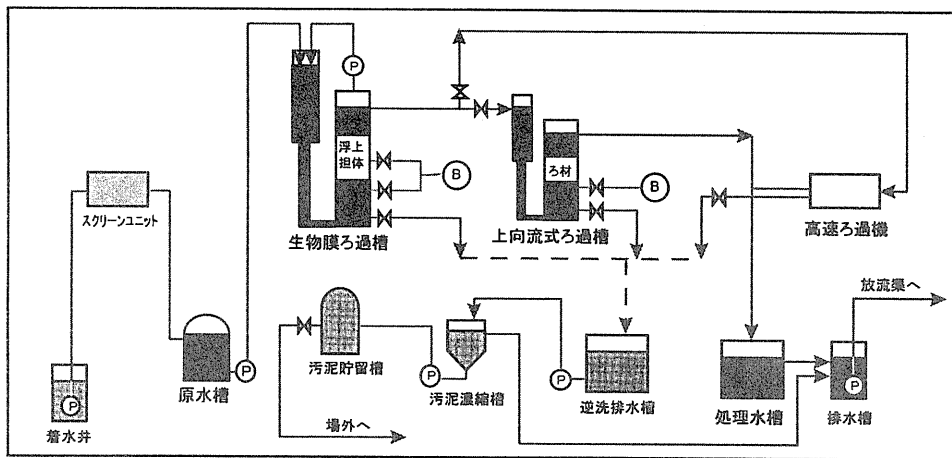 P
P
浮上
担体
B
ろ材
B
スクリーンユニット
生物膜ろ過槽
上向流式ろ過槽
高速ろ過機
放流渠へ
P
原水槽
P
着水井
汚泥貯留槽
P
汚泥濃縮槽
P
逆洗排水槽
処理水槽
P
排水槽
場外へ